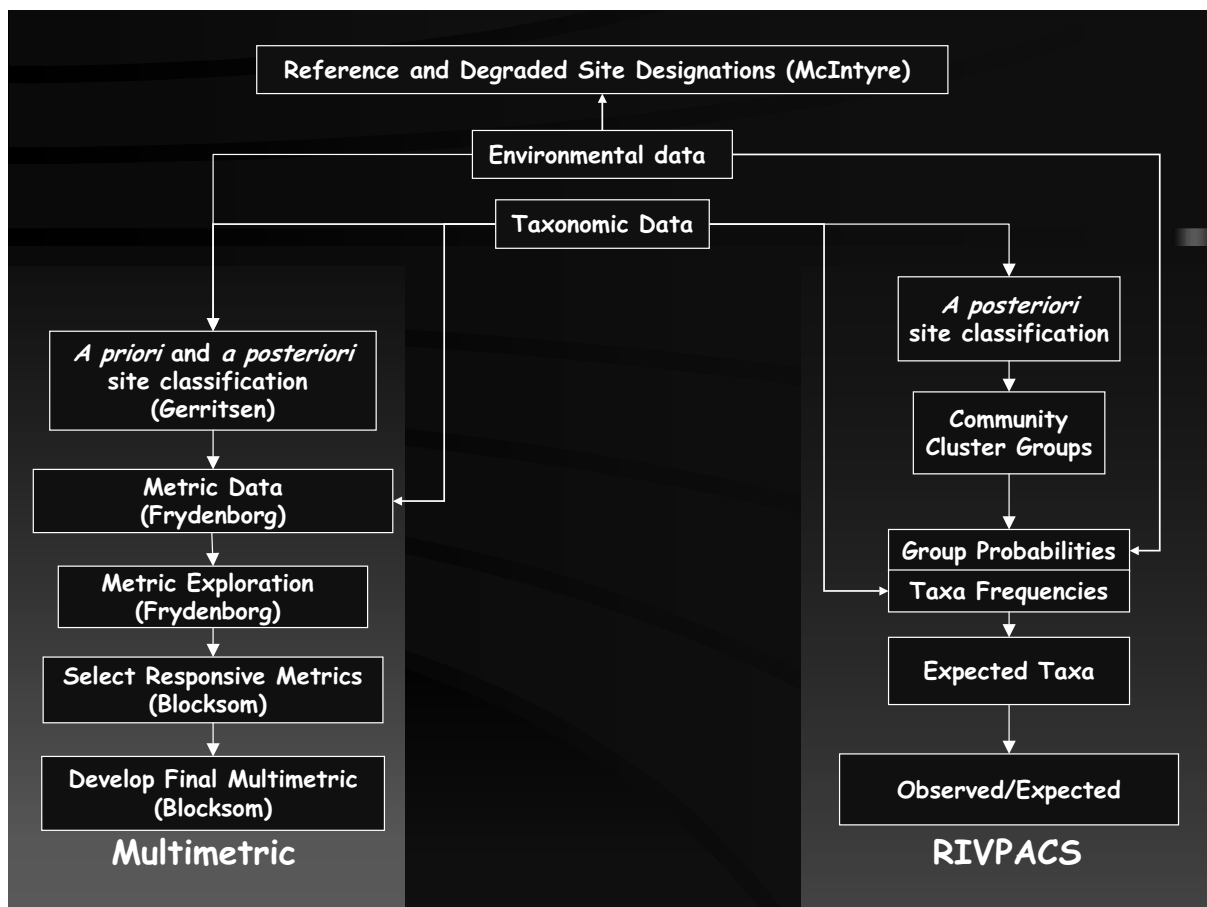 Reference and Degraded Site Designations (McIntyre)
Environmental data
Taxonomic Data
A priori and a posteriori
site classification
(Gerritsen)
Metric Data
(Frydenborg)
Metric Exploration
(Frydenborg)
Select Responsive Metrics
(Blocksom)
Develop Final Multimetric
(Blocksom)
Multimetric
A posteriori
site classification
Community
Cluster Groups
Group Probabilities
Taxa Frequencies
Expected Taxa
Observed/Expected
RIVPACS